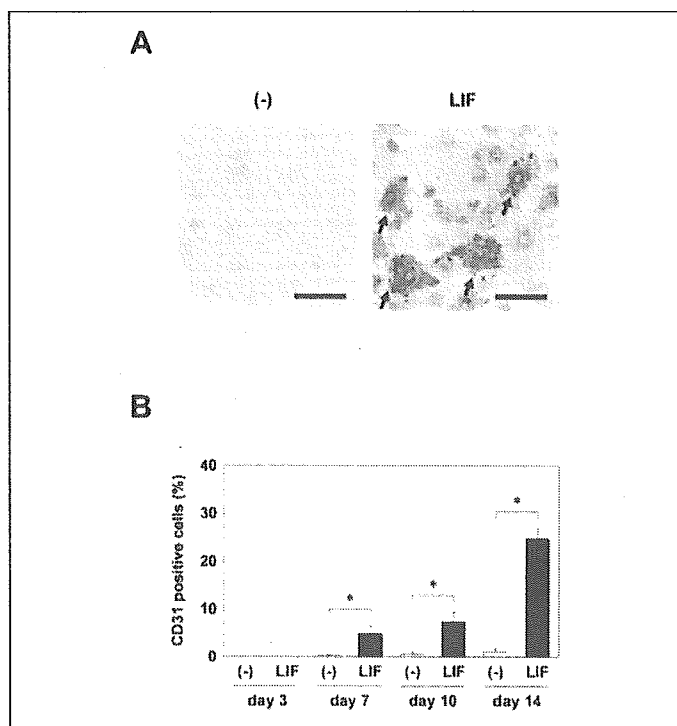 A
(-) LIF
B
CD31 positive cells (%)
40
30
20
10
0
* * *
(-) LIF (-) LIF (-) LIF (-) LIF
day 3 day 7 day 10 day 14